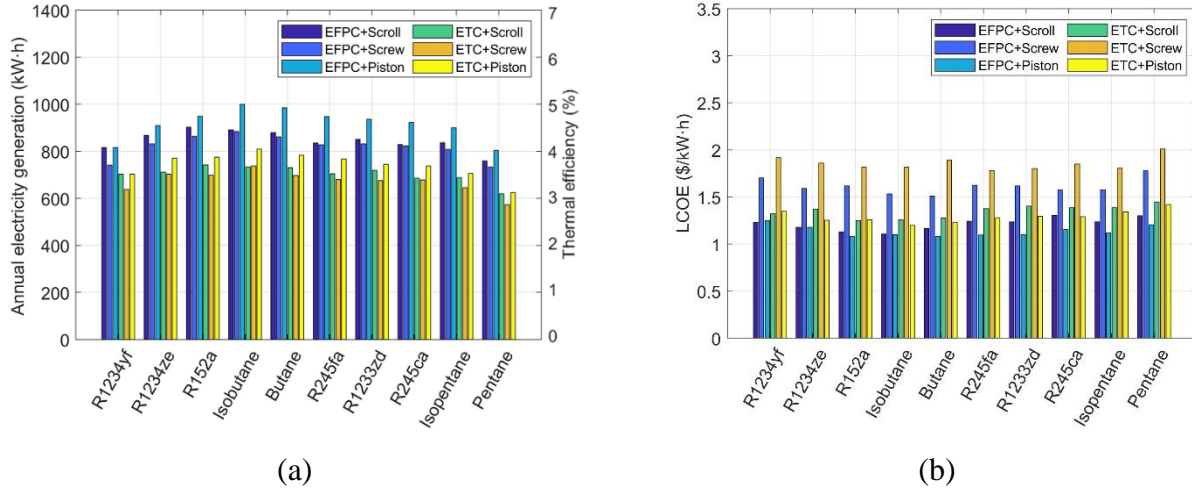 1400
1200
1000
800
600
400
200
0
Annual electricity generation (kW·h)
EFPC+Scroll ETC+Scroll
EFPC+Screw ETC+Screw
EFPC+Piston ETC+Piston
7
6
5
4
3
2
1
0
Thermal efficiency (%)
R1234yf
R1234ze
R152a
Isobutane
Butane
R245fa
R1233zd
R245ca
Isopentane
Pentane
(a)
3.5
3
2.5
2
1.5
1
0.5
0
LCOE ($/kW·h)
EFPC+Scroll ETC+Scroll
EFPC+Screw ETC+Screw
EFPC+Piston ETC+Piston
R1234yf
R1234ze
R152a
Isobutane
Butane
R245fa
R1233zd
R245ca
Isopentane
Pentane
(b)